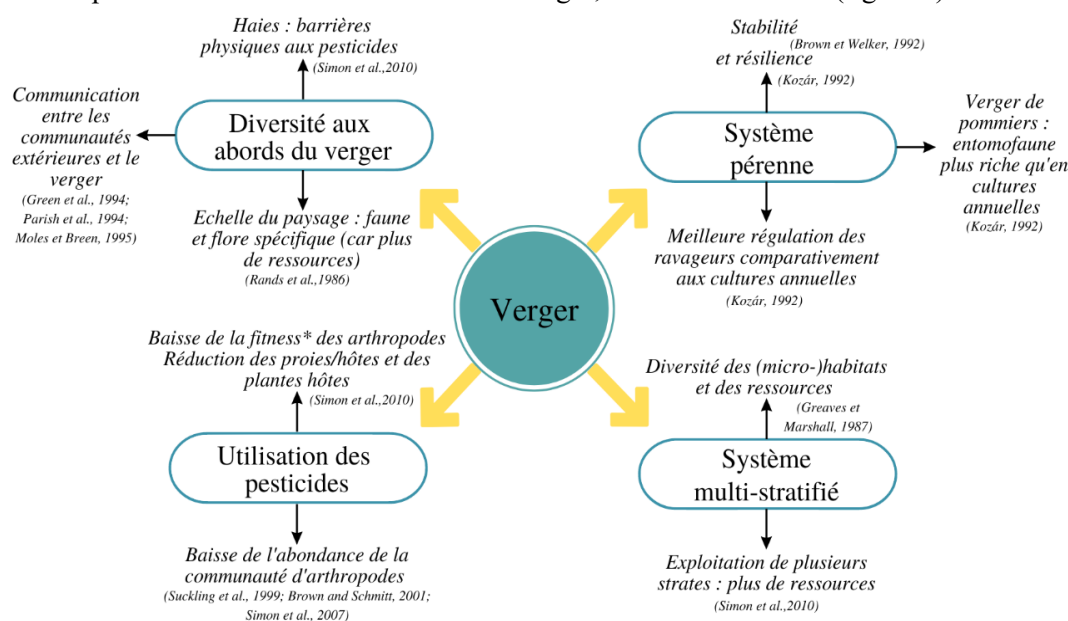 Haies : barrières
physiques aux pesticides
(Simon et al.,2010)
Communication
entre les
communautés
extérieures et le
verger
(Green et al., 1994;
Parish et al., 1994;
Moles et Breen, 1995)
Diversité aux
abords du verger
Echelle du paysage : faune
et flore spécifique (car plus
de ressources)
(Rands et al.,1986)
Stabilité
(Brown et Welker, 1992)
et résilience
(Kozár, 1992)
Système
pérenne
Verger de
pommiers :
entomofaune
plus riche qu'en
cultures
annuelles
(Kozár, 1992)
Meilleure régulation des
ravageurs comparativement
aux cultures annuelles
(Kozár, 1992)
Verger
Baisse de la fitness* des arthropodes
Réduction des proies/hôtes et des
plantes hôtes
(Simon et al.,2010)
Utilisation des
pesticides
Baisse de l'abondance de la
communauté d'arthropodes
(Suckling et al., 1999; Brown and Schmitt, 2001;
Simon et al., 2007)
Diversité des (micro-)habitats
et des ressources
(Greaves et
Marshall, 1987)
Système
multi-stratifié
Exploitation de plusieurs
strates : plus de ressources
(Simon et al.,2010)